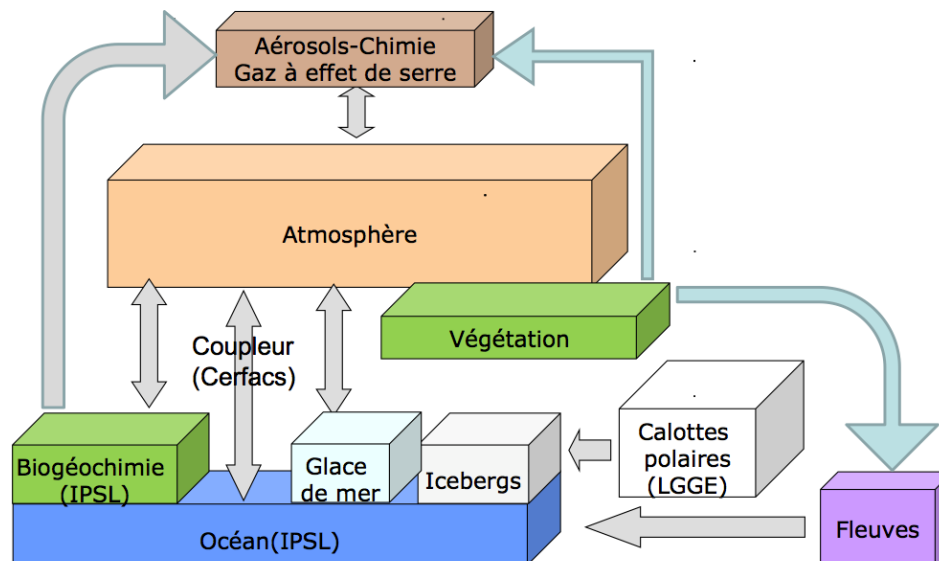 Aérosols-Chimie
Gaz à effet de serre
Atmosphère
Végétation
Coupleur
(Cerfacs)
Biogéochimie
(IPSL)
Glace
de mer
Icebergs
Calottes
polaires
(LGGE)
Océan(IPSL)
Fleuves